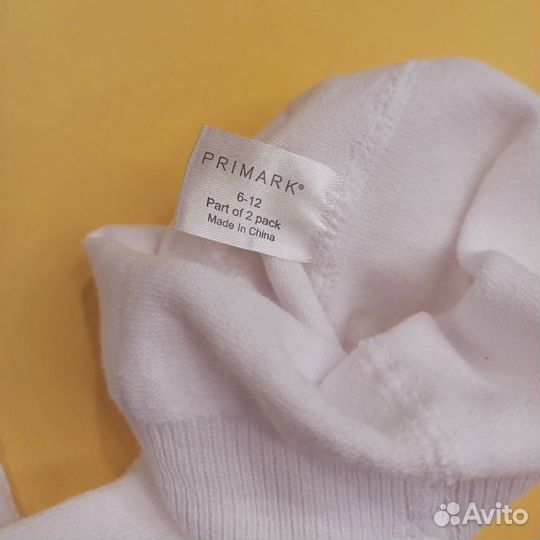 PRIMARK®
6-12
Part of 2 pack
Made In China
Avito